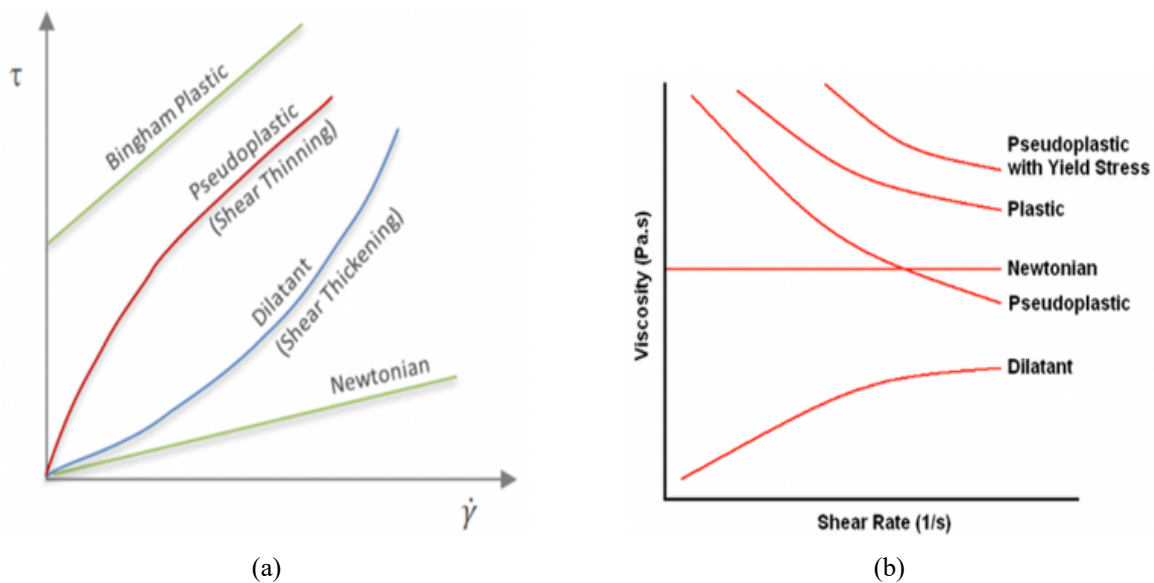 τ
Bingham Plastic
Pseudoplastic
(Shear Thinning)
Dilatant
(Shear Thickening)
Newtonian
γ̇
(a)
Viscosity (Pa.s)
Pseudoplastic
with Yield Stress
Plastic
Newtonian
Pseudoplastic
Dilatant
Shear Rate (1/s)
(b)